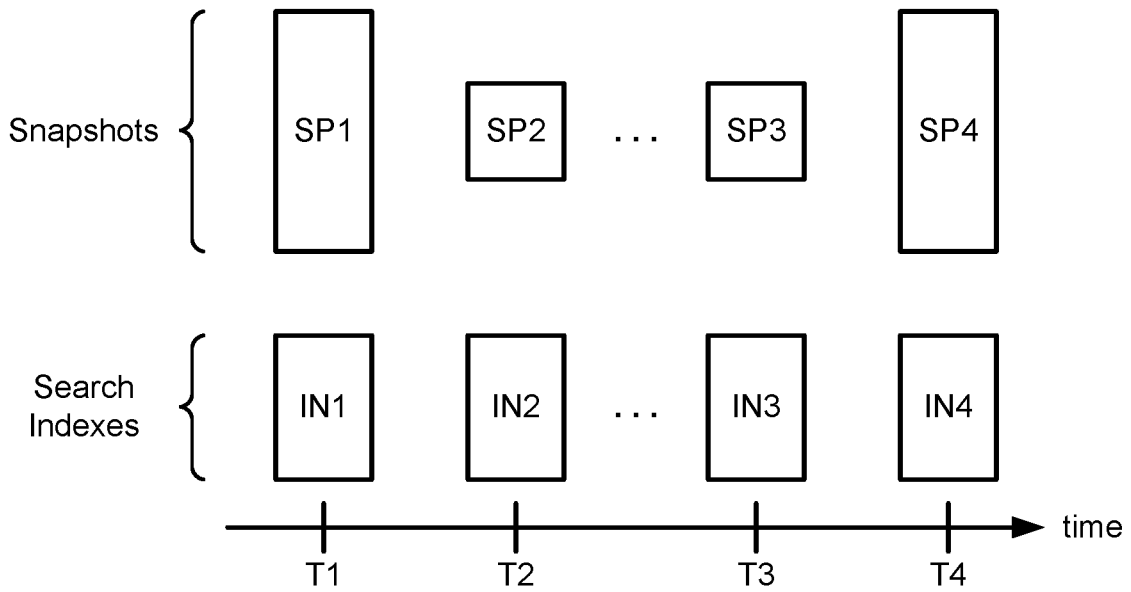 Snapshots
SP1
SP2
. . .
SP3
SP4
Search
Indexes
IN1
IN2
. . .
IN3
IN4
time
T1
T2
T3
T4